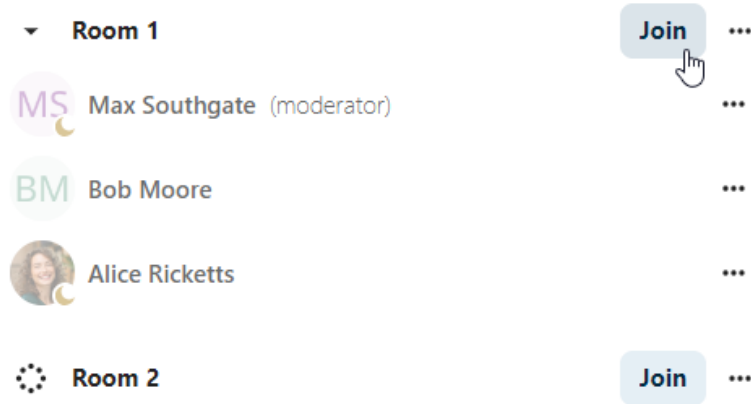 Room 1 Join
MS Max Southgate (moderator)
BM Bob Moore
Alice Ricketts
Room 2 Join